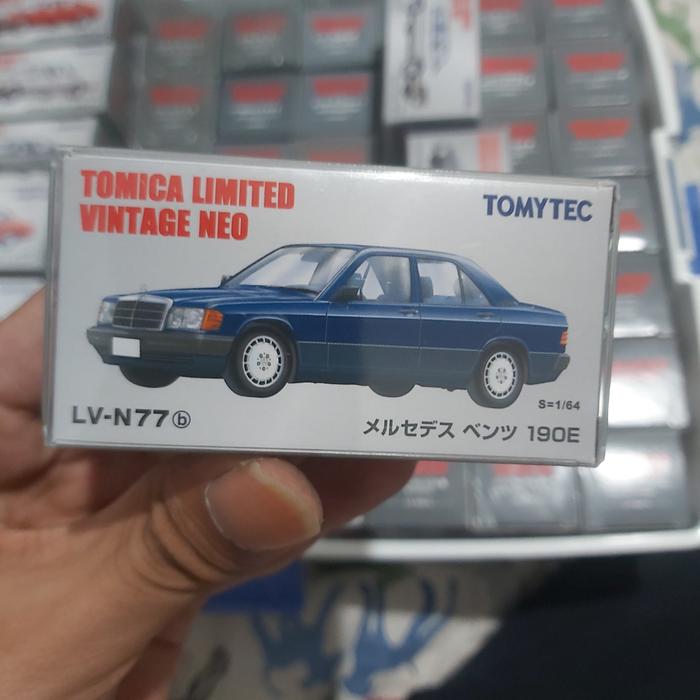 TOMICA LIMITED
VINTAGE NEO
TOMYTEC
S=1/64
LV-N77ⓑ
メルセデス ベンツ 190E